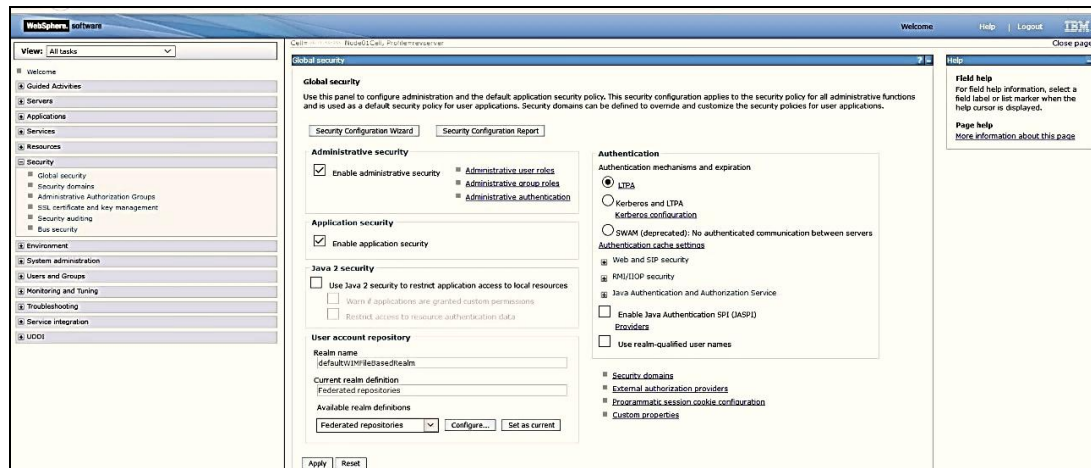 WebSphere. software
Welcome
Help | Logout
IBM
Close page
View: All tasks
Welcome
Guided Activities
Servers
Applications
Services
Resources
Security
Global security
Security domains
Administrative Authorization Groups
SSL certificate and key management
Security auditing
Bus security
Environment
System administration
Users and Groups
Monitoring and Tuning
Troubleshooting
Service integration
UDDI
Cell= Node01Cell, Profile=revserver
Global security
? -
Global security
Use this panel to configure administration and the default application security policy. This security configuration applies to the security policy for all administrative functions
and is used as a default security policy for user applications. Security domains can be defined to override and customize the security policies for user applications.
Security Configuration Wizard
Security Configuration Report
Administrative security
Enable administrative security
Administrative user roles
Administrative group roles
Administrative authentication
Application security
Enable application security
Java 2 security
Use Java 2 security to restrict application access to local resources
Warn if applications are granted custom permissions
Restrict access to resource authentication data
User account repository
Realm name
defaultWIMFileBasedRealm
Current realm definition
Federated repositories
Available realm definitions
Federated repositories
Configure...
Set as current
Apply
Reset
Authentication
Authentication mechanisms and expiration
LTPA
Kerberos and LTPA
Kerberos configuration
SWAM (deprecated): No authenticated communication between servers
Authentication cache settings
Web and SIP security
RMI/IIOP security
Java Authentication and Authorization Service
Enable Java Authentication SPI (JASPI)
Providers
Use realm-qualified user names
Security domains
External authorization providers
Programmatic session cookie configuration
Custom properties
Help
Field help
For field help information, select a
field label or list marker when the
help cursor is displayed.
Page help
More information about this page